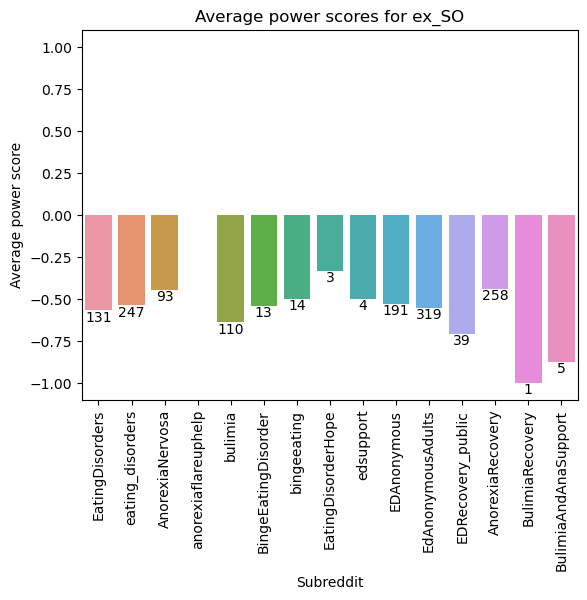 Average power scores for ex_SO
Average power score
1.00
0.75
0.50
0.25
0.00
−0.25
−0.50
−0.75
−1.00
131
247
93
110
13
14
3
4
191
319
39
258
1
5
EatingDisorders
eating_disorders
AnorexiaNervosa
anorexiaflareuphelp
bulimia
BingeEatingDisorder
bingeeating
EatingDisorderHope
edsupport
EDAnonymous
EdAnonymousAdults
EDRecovery_public
AnorexiaRecovery
BulimiaRecovery
BulimiaAndAnaSupport
Subreddit